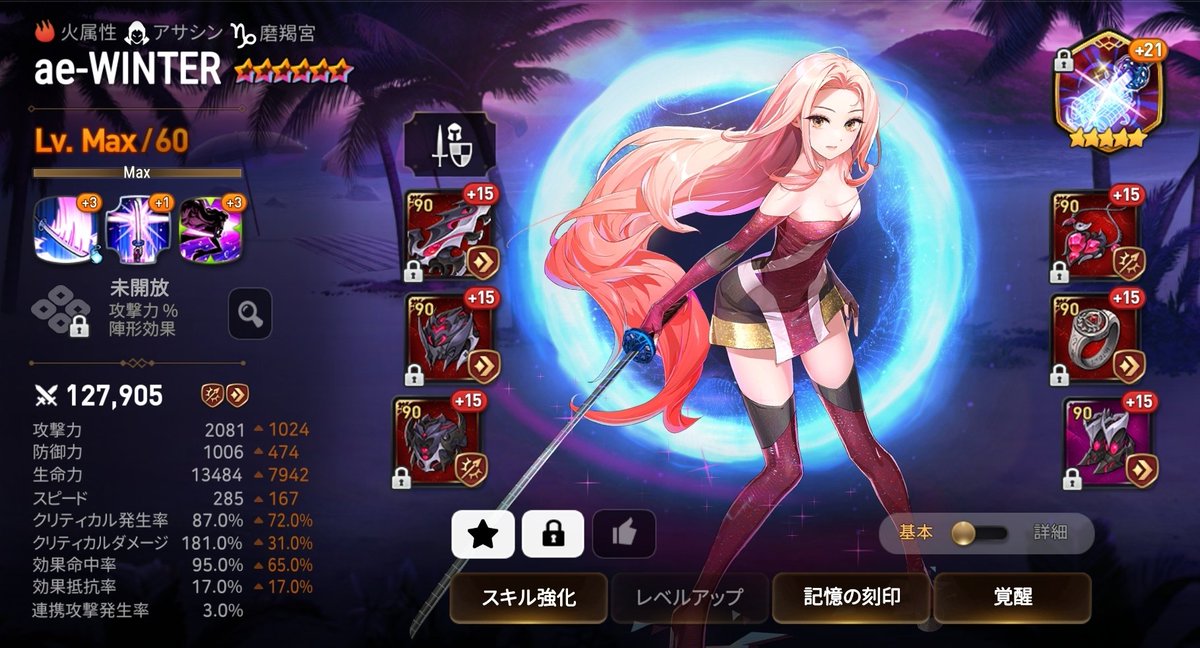 火属性 アサシン 磨羯宮
ae-WINTER
Lv. Max/60
Max
+3 +1 +3
未開放
攻撃力%
陣形効果
127,905
攻撃力 2081 1024
防御力 1006 474
生命力 13484 7942
スピード 285 167
クリティカル発生率 87.0% 72.0%
クリティカルダメージ 181.0% 31.0%
効果命中率 95.0% 65.0%
効果抵抗率 17.0% 17.0%
連携攻撃発生率 3.0%
90 +15
90 +15
90 +15
+21
90 +15
90 +15
90 +15
基本 詳細
スキル強化 レベルアップ 記憶の刻印 覚醒